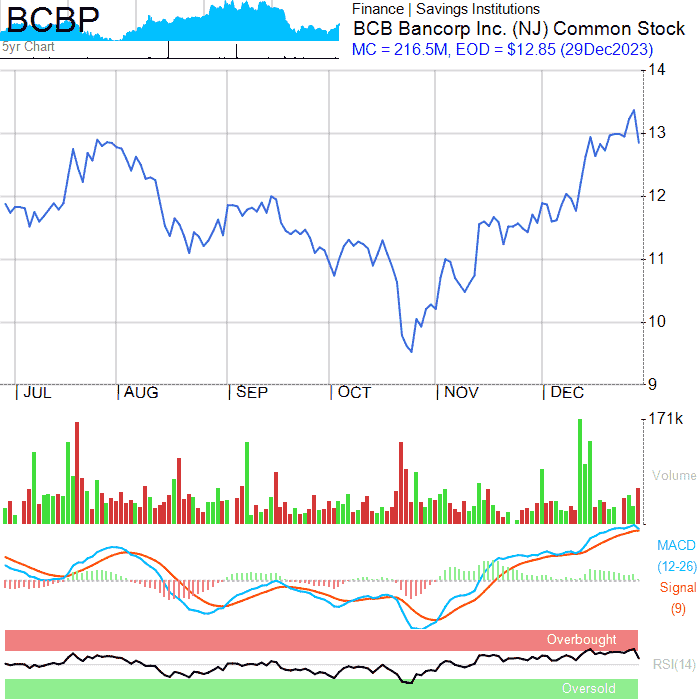 BCBP
5yr Chart
Finance | Savings Institutions
BCB Bancorp Inc. (NJ) Common Stock
MC = 216.5M, EOD = $12.85 (29Dec2023)
14
13
12
11
10
9
JUL AUG SEP OCT NOV DEC
171k
Volume
MACD
(12-26)
Signal
(9)
Overbought
RSI(14)
Oversold